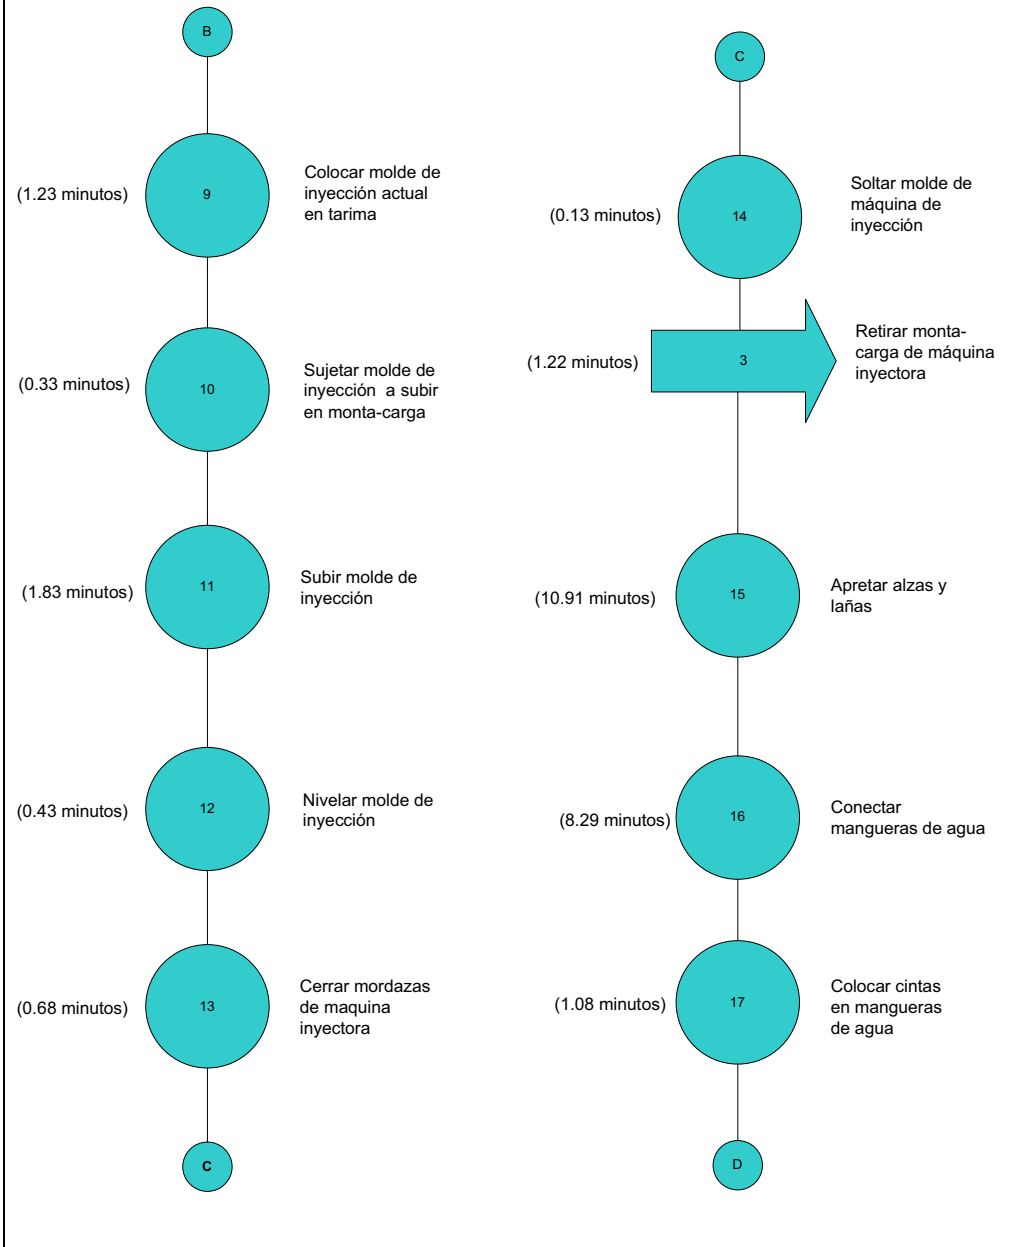 B
(1.23 minutos)
9
Colocar molde de
inyección actual
en tarima
(0.33 minutos)
10
Sujetar molde de
inyección  a subir
en monta-carga
(1.83 minutos)
11
Subir molde de
inyección
(0.43 minutos)
12
Nivelar molde de
inyección
(0.68 minutos)
13
Cerrar mordazas
de maquina
inyectora
C
C
(0.13 minutos)
14
Soltar molde de
máquina de
inyección
(1.22 minutos)
3
Retirar monta-
carga de máquina
inyectora
(10.91 minutos)
15
Apretar alzas y
lañas
(8.29 minutos)
16
Conectar
mangueras de agua
(1.08 minutos)
17
Colocar cintas
en mangueras
de agua
D